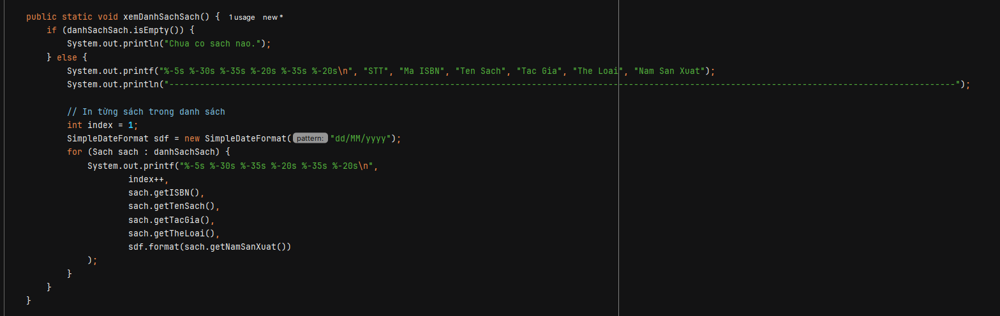 public static void xemDanhSachSach() { 1 usage new *
if (danhSachSach.isEmpty()) {
System.out.println("Chua co sach nao.");
} else {
System.out.printf("%-5s %-30s %-35s %-20s %-35s %-20s\n", "STT", "Ma ISBN", "Ten Sach", "Tac Gia", "The Loai", "Nam San Xuat");
System.out.println("----------------------------------------------------------------------------------------------------------------------------------------------------------");
// In từng sách trong danh sách
int index = 1;
SimpleDateFormat sdf = new SimpleDateFormat( pattern: "dd/MM/yyyy");
for (Sach sach : danhSachSach) {
System.out.printf("%-5s %-30s %-35s %-20s %-35s %-20s\n",
index++,
sach.getISBN(),
sach.getTenSach(),
sach.getTacGia(),
sach.getTheLoai(),
sdf.format(sach.getNamSanXuat())
);
}
}
}